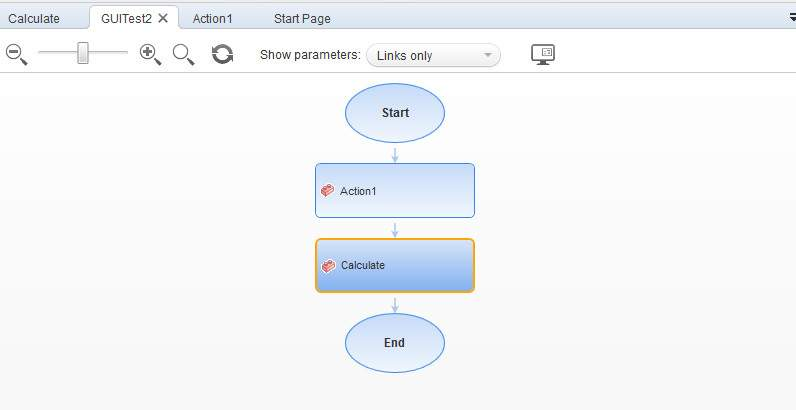 Calculate GUITest2 Action1 Start Page
Show parameters: Links only
Start
Action1
Calculate
End